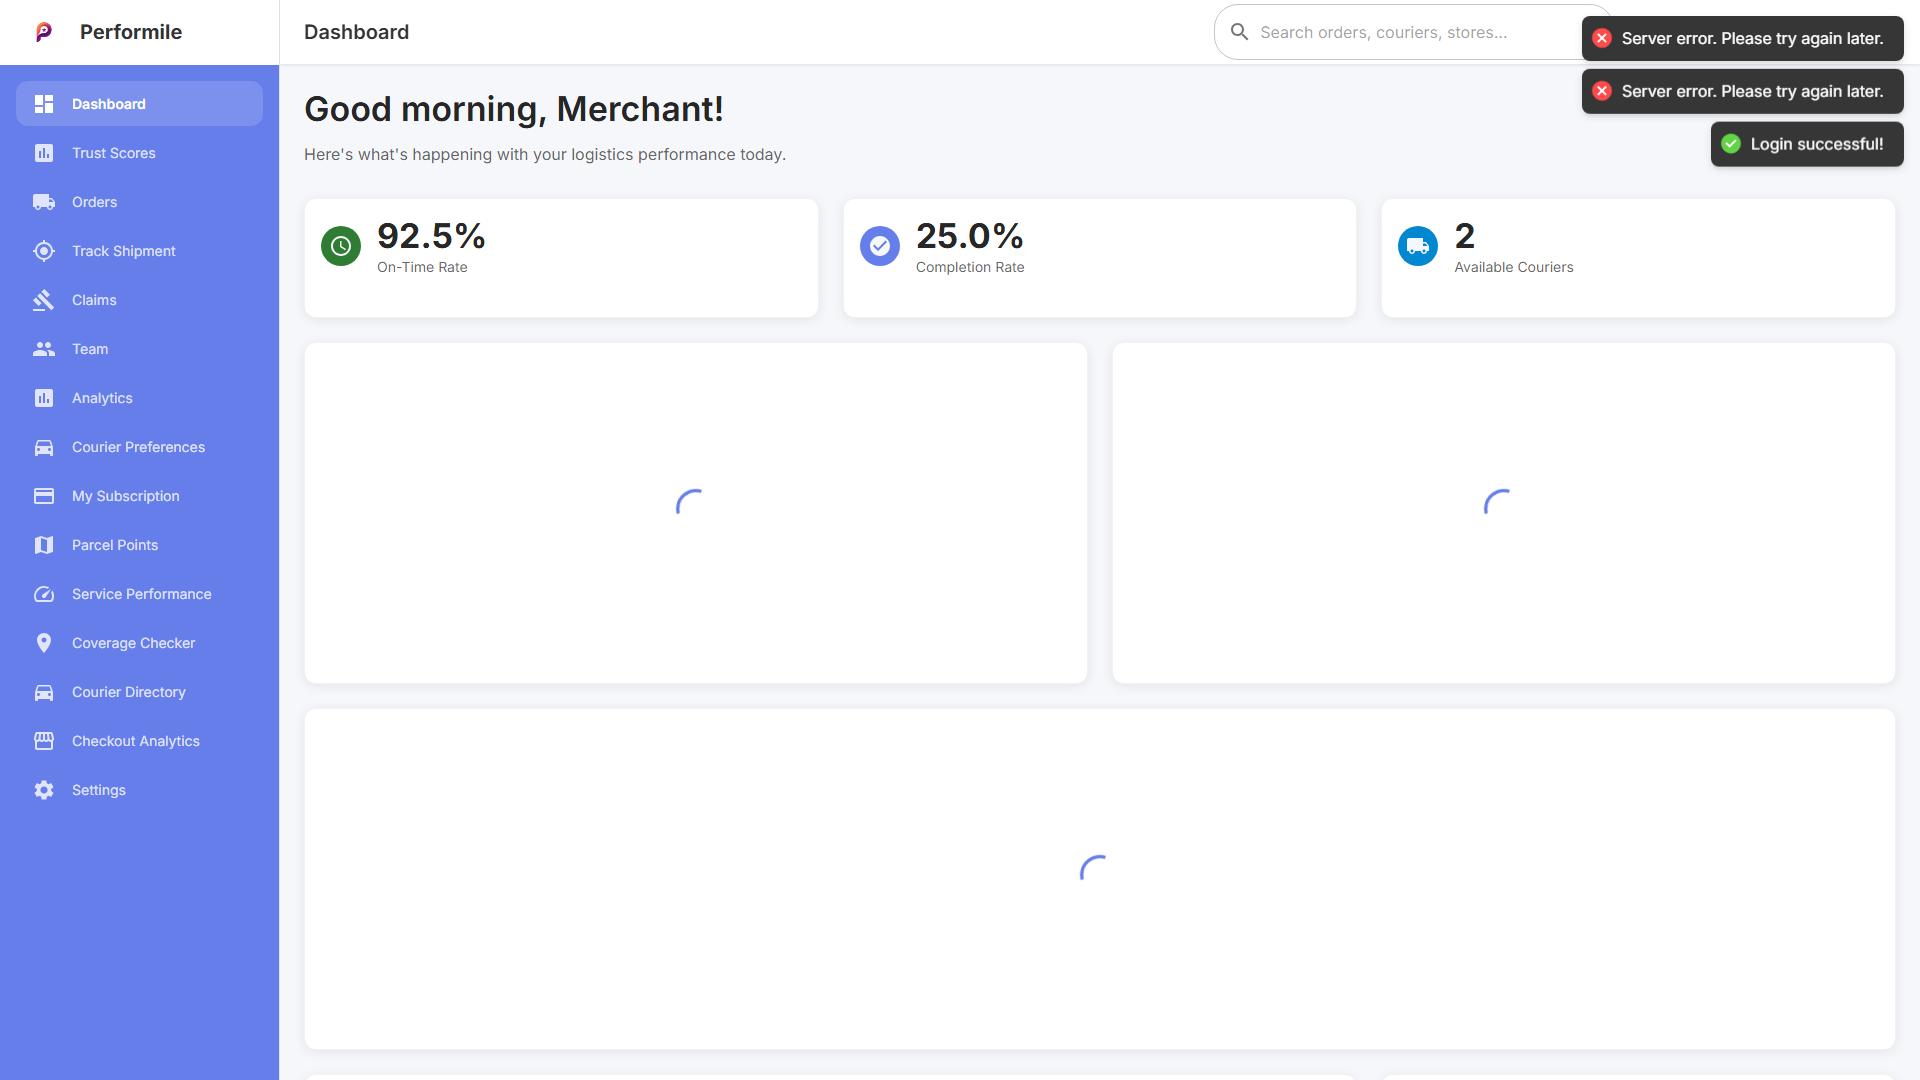 Performile
Dashboard
Search orders, couriers, stores...
Server error. Please try again later.
Server error. Please try again later.
Login successful!
Dashboard
Trust Scores
Orders
Track Shipment
Claims
Team
Analytics
Courier Preferences
My Subscription
Parcel Points
Service Performance
Coverage Checker
Courier Directory
Checkout Analytics
Settings
Good morning, Merchant!
Here's what's happening with your logistics performance today.
92.5%
On-Time Rate
25.0%
Completion Rate
2
Available Couriers